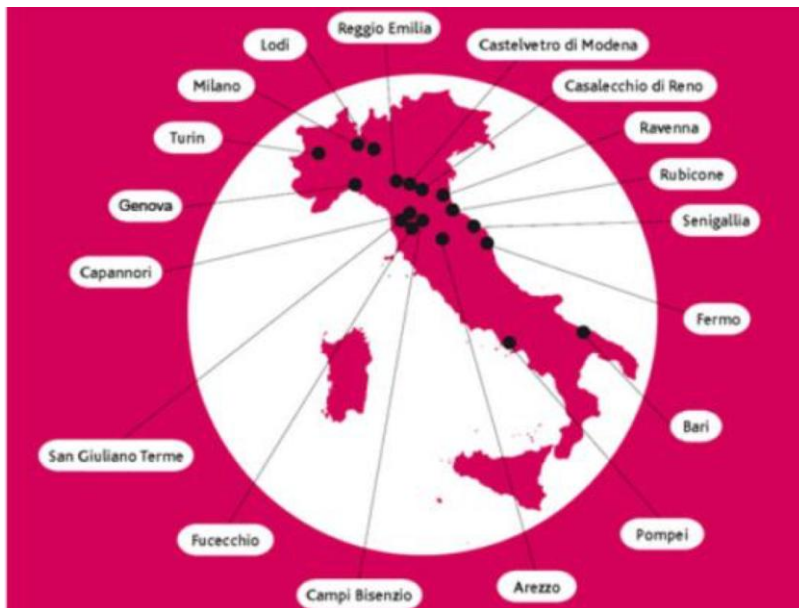 Reggio Emilia
Lodi
Castelvetro di Modena
Milano
Casalecchio di Reno
Turin
Ravenna
Rubicone
Genova
Senigallia
Capannori
Fermo
Bari
San Giuliano Terme
Pompei
Fucecchio
Arezzo
Campi Bisenzio